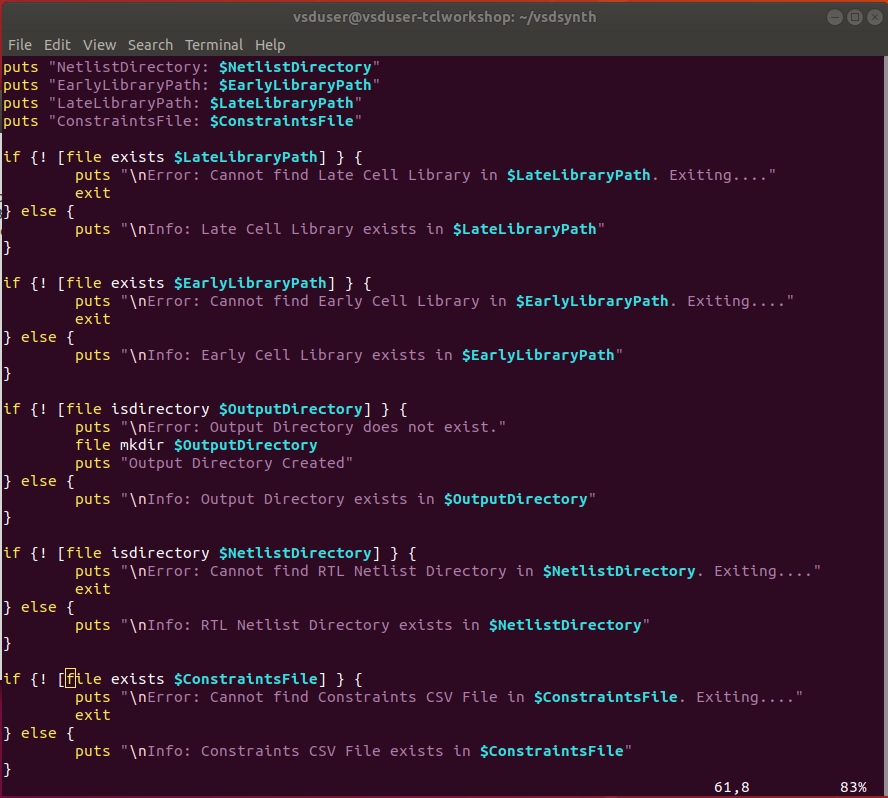 vsduser@vsduser-tclworkshop: ~/vsdsynth
File Edit View Search Terminal Help
puts "NetlistDirectory: $NetlistDirectory"
puts "EarlyLibraryPath: $EarlyLibraryPath"
puts "LateLibraryPath: $LateLibraryPath"
puts "ConstraintsFile: $ConstraintsFile"

if {! [file exists $LateLibraryPath] } {
        puts "\nError: Cannot find Late Cell Library in $LateLibraryPath. Exiting...."
        exit
} else {
        puts "\nInfo: Late Cell Library exists in $LateLibraryPath"
}

if {! [file exists $EarlyLibraryPath] } {
        puts "\nError: Cannot find Early Cell Library in $EarlyLibraryPath. Exiting...."
        exit
} else {
        puts "\nInfo: Early Cell Library exists in $EarlyLibraryPath"
}

if {! [file isdirectory $OutputDirectory] } {
        puts "\nError: Output Directory does not exist."
        file mkdir $OutputDirectory
        puts "Output Directory Created"
} else {
        puts "\nInfo: Output Directory exists in $OutputDirectory"
}

if {! [file isdirectory $NetlistDirectory] } {
        puts "\nError: Cannot find RTL Netlist Directory in $NetlistDirectory. Exiting...."
        exit
} else {
        puts "\nInfo: RTL Netlist Directory exists in $NetlistDirectory"
}

if {! [file exists $ConstraintsFile] } {
        puts "\nError: Cannot find Constraints CSV File in $ConstraintsFile. Exiting...."
        exit
} else {
        puts "\nInfo: Constraints CSV File exists in $ConstraintsFile"
}
61,8 83%